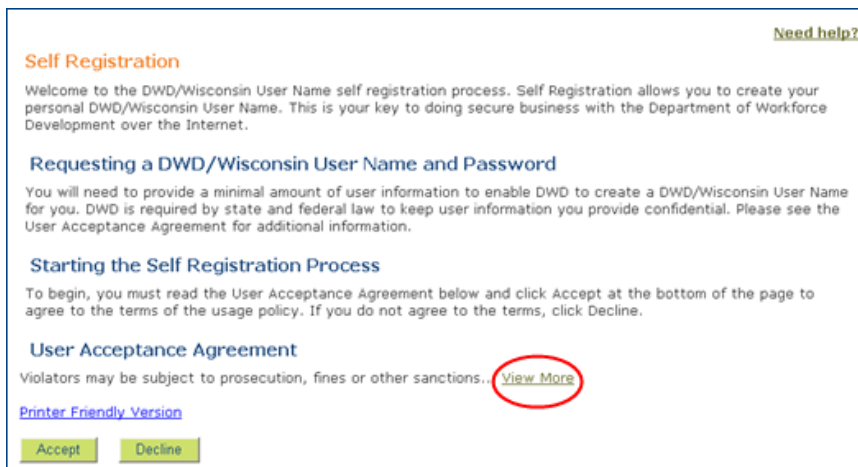 Need help?
Self Registration
Welcome to the DWD/Wisconsin User Name self registration process. Self Registration allows you to create your
personal DWD/Wisconsin User Name. This is your key to doing secure business with the Department of Workforce
Development over the Internet.
Requesting a DWD/Wisconsin User Name and Password
You will need to provide a minimal amount of user information to enable DWD to create a DWD/Wisconsin User Name
for you. DWD is required by state and federal law to keep user information you provide confidential. Please see the
User Acceptance Agreement for additional information.
Starting the Self Registration Process
To begin, you must read the User Acceptance Agreement below and click Accept at the bottom of the page to
agree to the terms of the usage policy. If you do not agree to the terms, click Decline.
User Acceptance Agreement
Violators may be subject to prosecution, fines or other sanctions... View More
Printer Friendly Version
Accept Decline